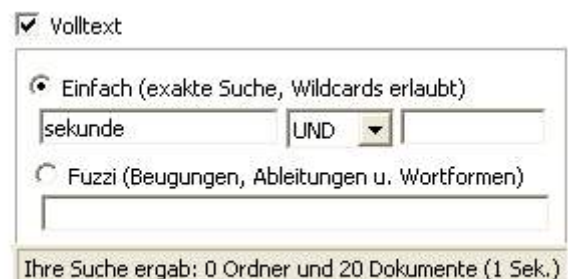 Volltext
Einfach (exakte Suche, Wildcards erlaubt)
sekunde UND
Fuzzi (Beugungen, Ableitungen u. Wortformen)
Ihre Suche ergab: 0 Ordner und 20 Dokumente (1 Sek.)